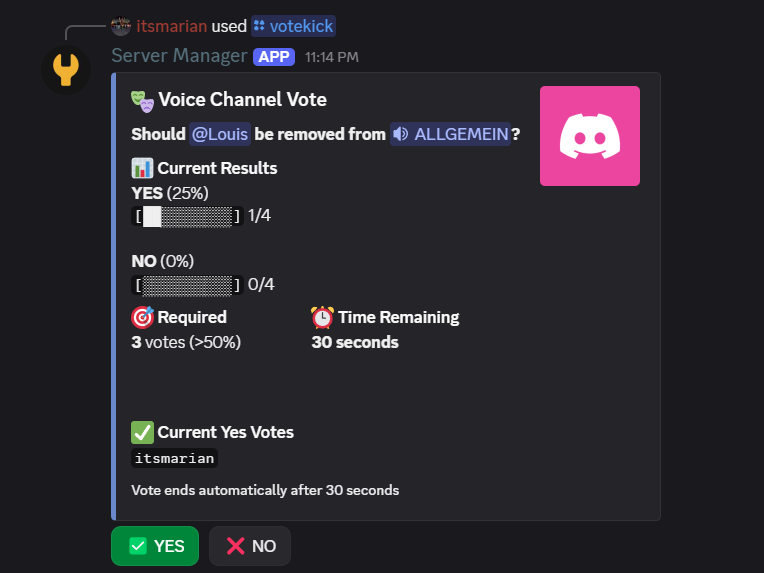 itsmarian used votekick
Server Manager APP 11:14 PM
Voice Channel Vote
Should @Louis be removed from ALLGEMEIN?
Current Results
YES (25%)
[██▒▒▒▒▒▒▒▒] 1/4
NO (0%)
[▒▒▒▒▒▒▒▒▒▒] 0/4
Required
3 votes (>50%)
Time Remaining
30 seconds
Current Yes Votes
itsmarian
Vote ends automatically after 30 seconds
YES
NO